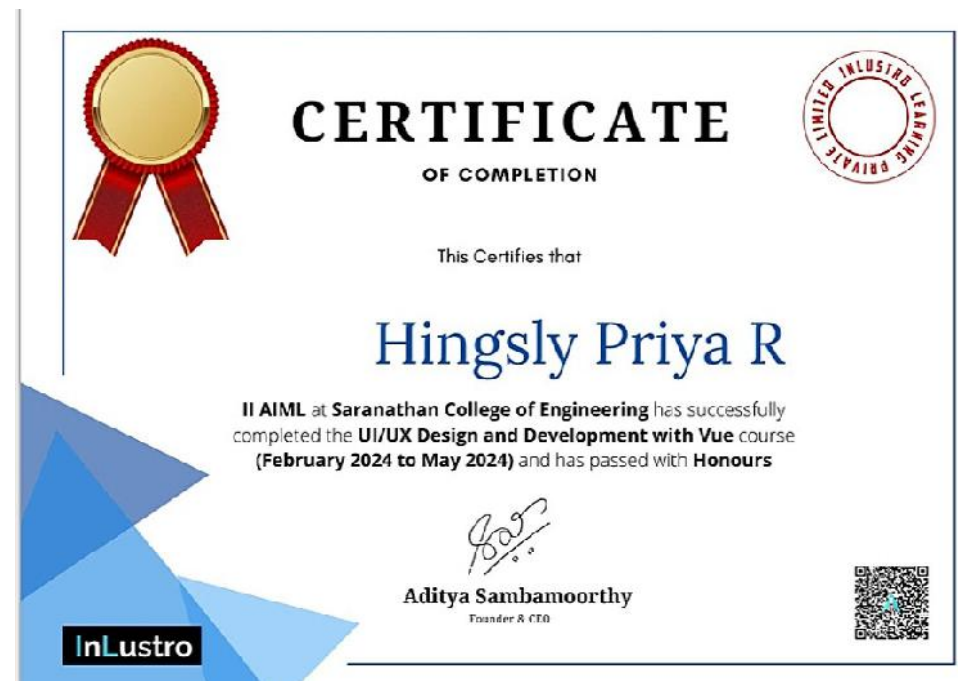 CERTIFICATE
OF COMPLETION
INLUSTRO LEARNING PRIVATE LIMITED
This Certifies that
Hingsly Priya R
II AIML at Saranathan College of Engineering has successfully
completed the UI/UX Design and Development with Vue course
(February 2024 to May 2024) and has passed with Honours
Aditya Sambamoorthy
Founder & CEO
InLustro